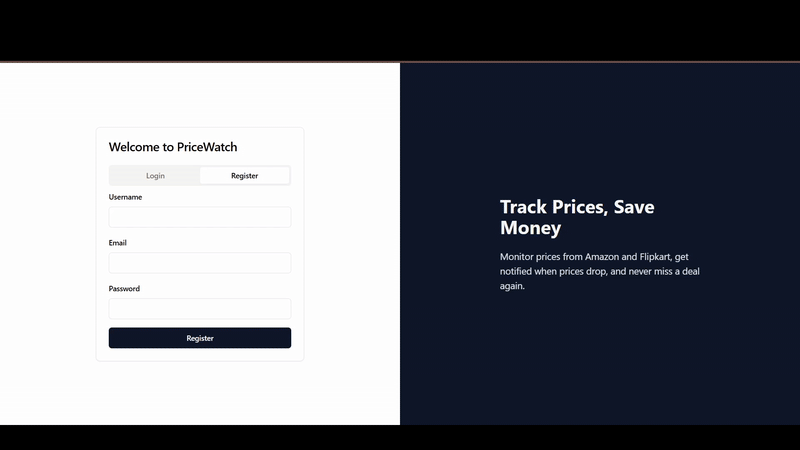 Welcome to PriceWatch
Login
Register
Username
Email
Password
Register
Track Prices, Save
Money
Monitor prices from Amazon and Flipkart, get
notified when prices drop, and never miss a deal
again.